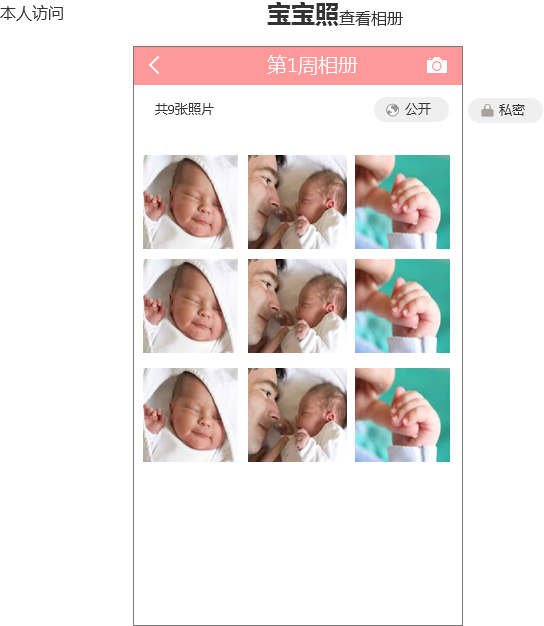 本人访问
宝宝照查看相册
第1周相册
共9张照片
公开
私密